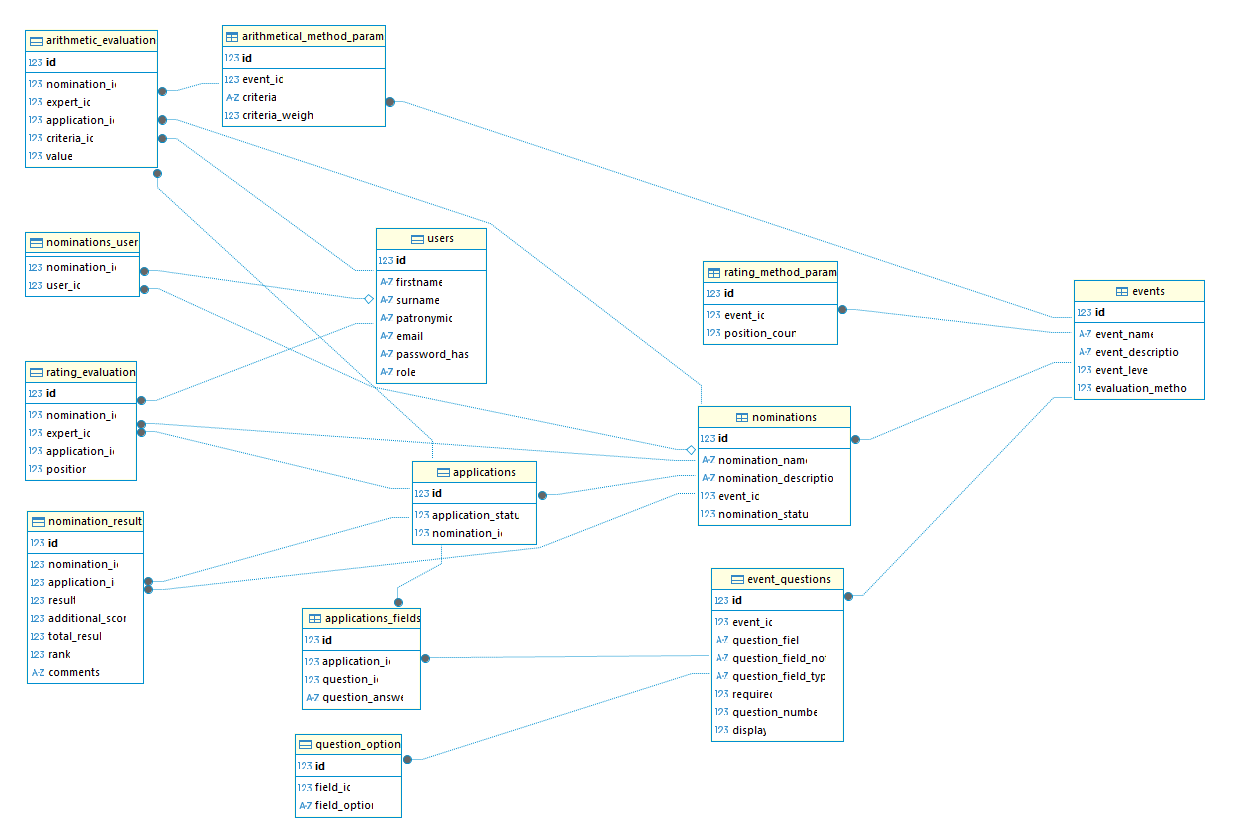 arithmetic_evaluation
123 id
123 nomination_ic
123 expert_ic
123 application_ic
123 criteria_ic
123 value
arithmetical_method_param
123 id
123 event_ic
A-Z criteria
123 criteria_weigh
nominations_user
123 nomination_ic
123 user_ic
users
123 id
A-Z firstname
A-Z surname
A-Z patronymic
A-Z email
A-Z password_has
A-Z role
rating_method_param
123 id
123 event_ic
123 position_cour
events
123 id
A-Z event_name
A-Z event_descriptio
123 event_leve
123 evaluation_metho
rating_evaluation
123 id
123 nomination_ic
123 expert_ic
123 application_ic
123 position
nominations
123 id
A-Z nomination_name
A-Z nomination_descriptio
123 event_ic
123 nomination_statu
applications
123 id
123 application_statu
123 nomination_ic
nomination_result
123 id
123 nomination_ic
123 application_i
123 result
123 additional_scor
123 total_resul
123 rank
A-Z comments
event_questions
123 id
123 event_ic
A-Z question_fiel
A-Z question_field_no
A-Z question_field_typ
123 required
123 question_numbe
123 display
applications_fields
123 id
123 application_ic
123 question_ic
A-Z question_answe
question_option
123 id
123 field_ic
A-Z field_option